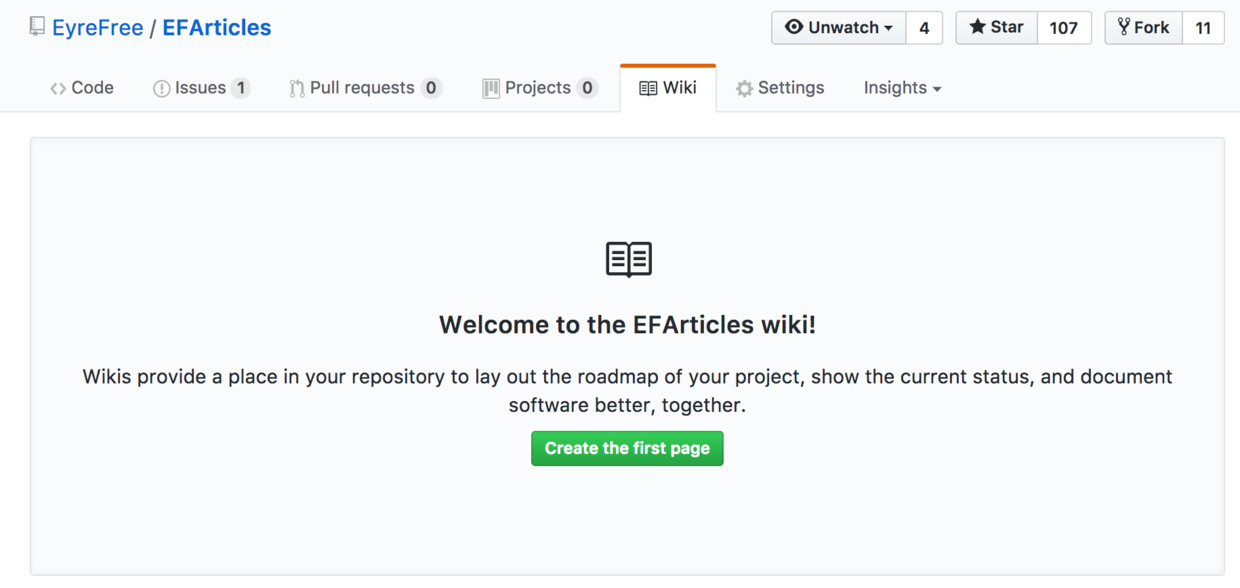 EyreFree / EFArticles
Unwatch 4 Star 107 Fork 11
Code Issues 1 Pull requests 0 Projects 0 Wiki Settings Insights
Welcome to the EFArticles wiki!
Wikis provide a place in your repository to lay out the roadmap of your project, show the current status, and document
software better, together.
Create the first page